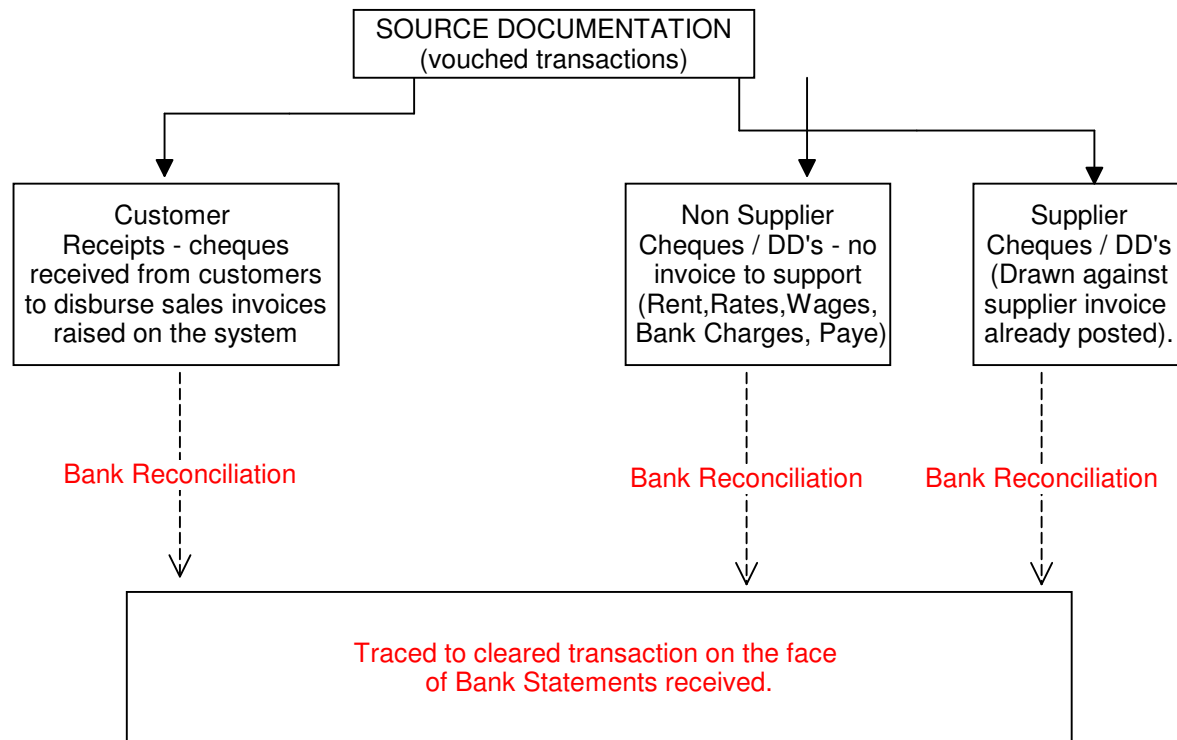 SOURCE DOCUMENTATION
(vouched transactions)
Customer
Receipts - cheques
received from customers
to disburse sales invoices
raised on the system
Non Supplier
Cheques / DD's - no
invoice to support
(Rent,Rates,Wages,
Bank Charges, Paye)
Supplier
Cheques / DD's
(Drawn against
supplier invoice
already posted).
Bank Reconciliation
Bank Reconciliation
Bank Reconciliation
Traced to cleared transaction on the face
of Bank Statements received.